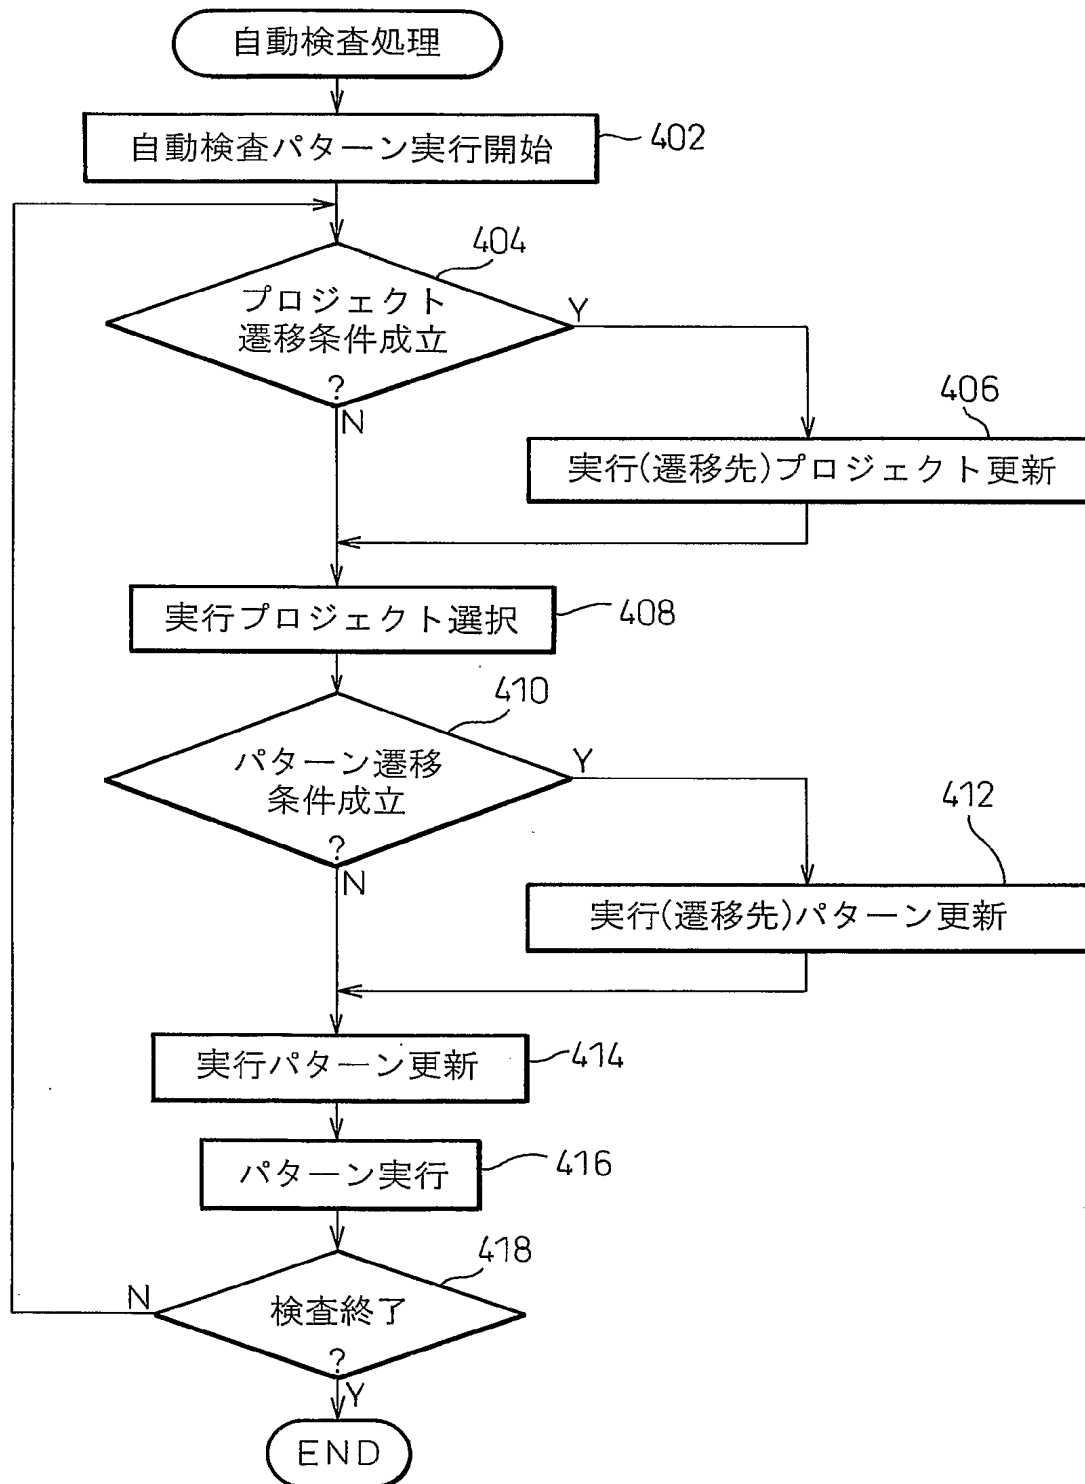 自動検査処理
自動検査パターン実行開始
402
404
プロジェクト
遷移条件成立
?
Y
N
406
実行(遷移先)プロジェクト更新
実行プロジェクト選択
408
410
パターン遷移
条件成立
?
Y
N
412
実行(遷移先)パターン更新
実行パターン更新
414
パターン実行
416
418
N
検査終了
?
Y
END